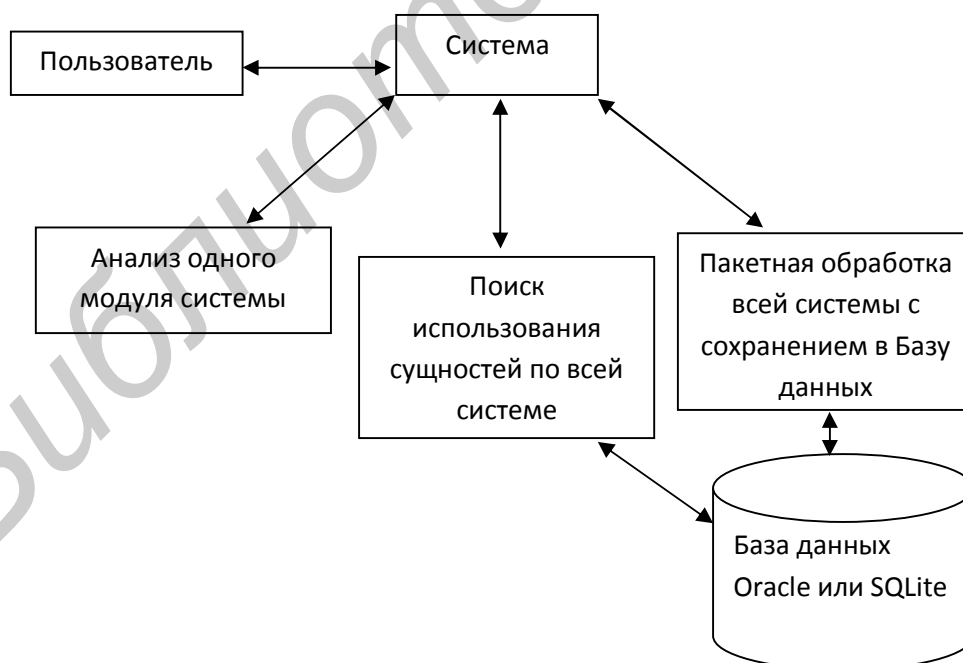 Пользователь
Система
Анализ одного
модуля системы
Поиск
использования
сущностей по всей
системе
Пакетная обработка
всей системы с
сохранением в Базу
данных
База данных
Oracle или SQLite
Библиоте